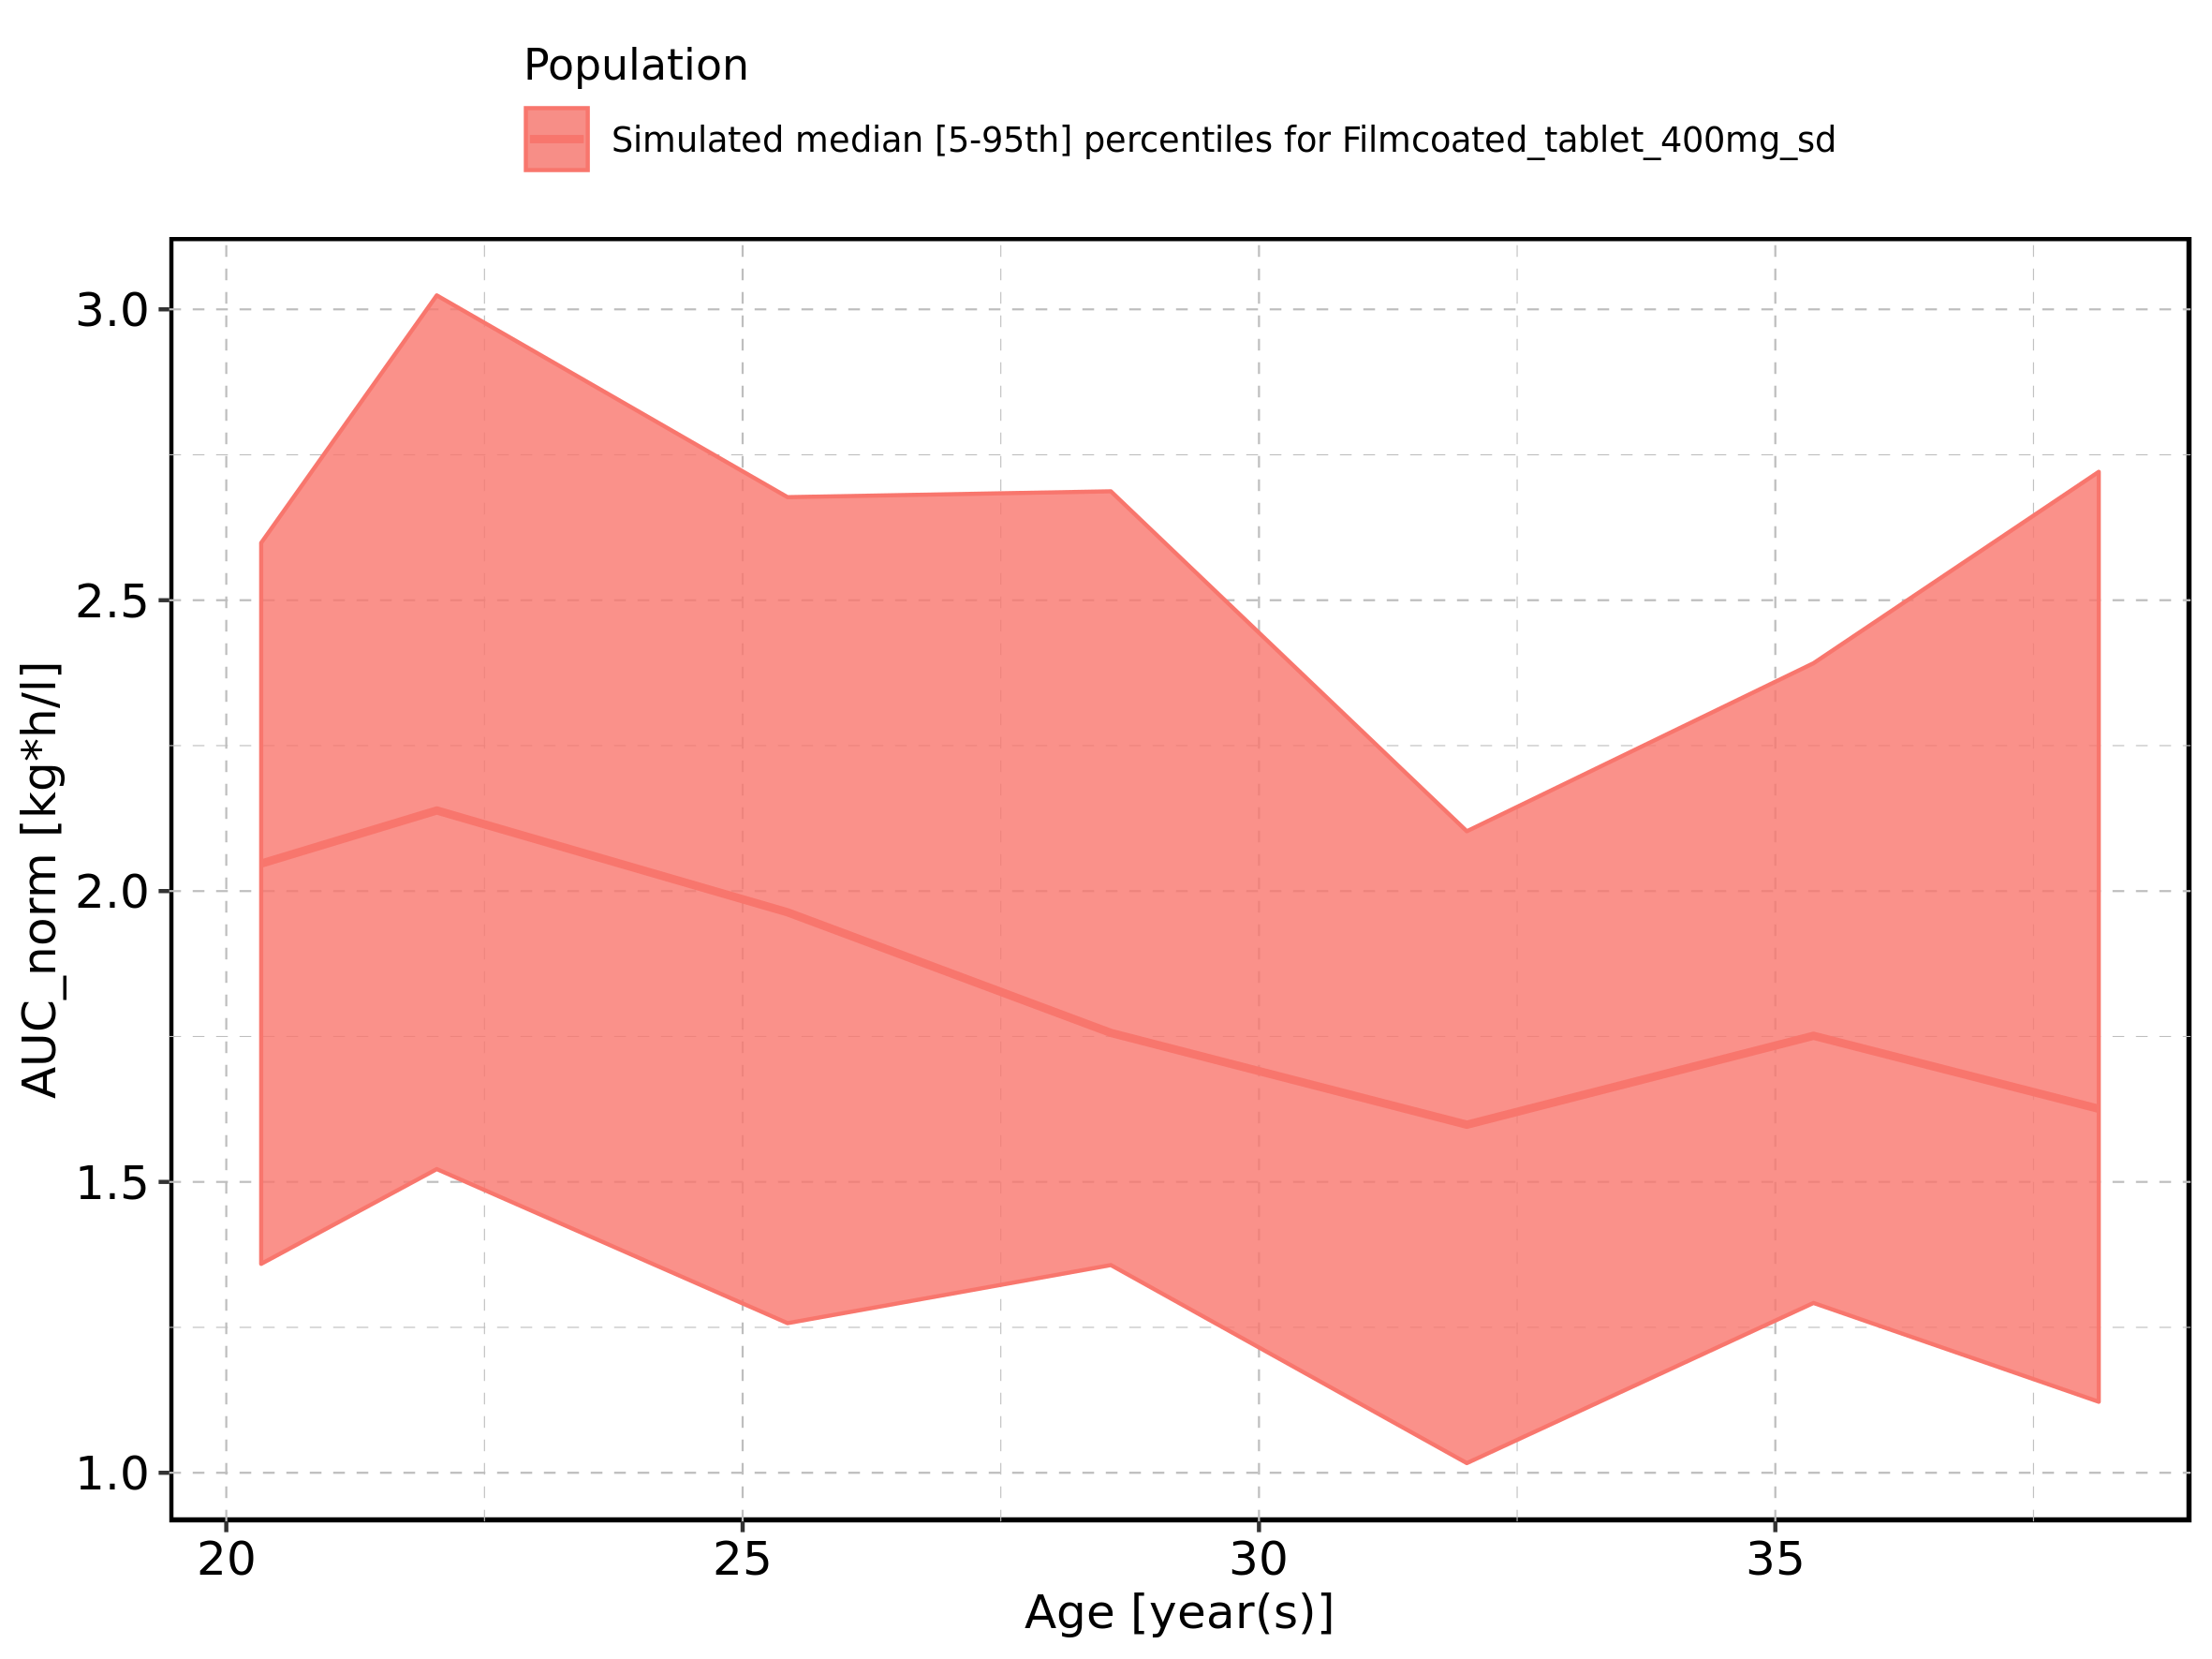 Population
Simulated median [5-95th] percentiles for Filmcoated_tablet_400mg_sd
AUC_norm [kg*h/l]
3.0
2.5
2.0
1.5
1.0
20 25 30 35
Age [year(s)]